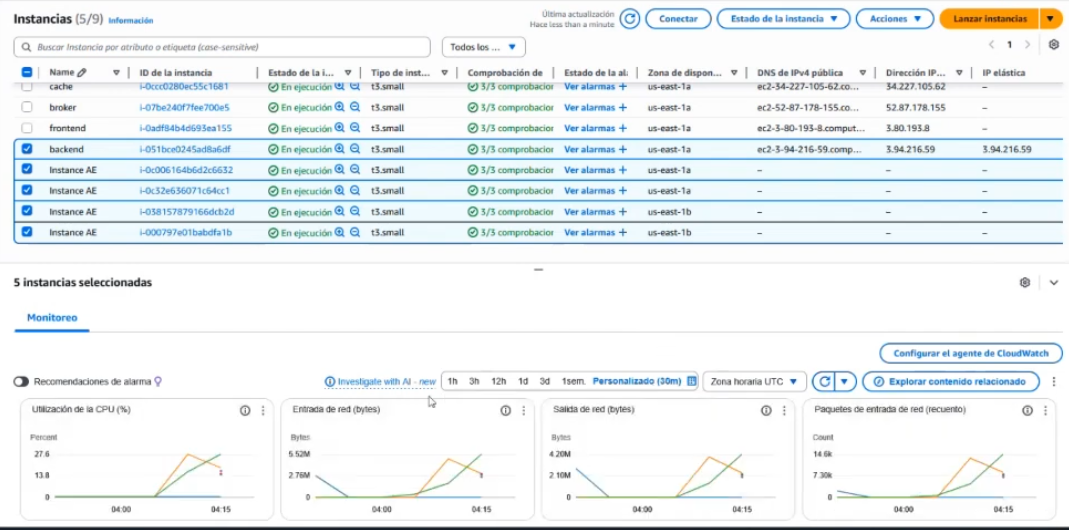 Instancias (5/9) Información
Última actualización
Hace less than a minute
Conectar
Estado de la instancia
Acciones
Lanzar instancias
Buscar Instancia por atributo o etiqueta (case-sensitive)
Todos los ...
1
Name ID de la instancia Estado de la i... Tipo de inst... Comprobación de Estado de la al Zona de dispon... DNS de IPv4 pública Dirección IP... IP elástica
cache i-0ccc0280ec55c1681 En ejecución t3.small 3/3 comprobacior Ver alarmas + us-east-1a ec2-34-227-105-62.co... 34.227.105.62 –
broker i-07be240f7fee700e5 En ejecución t3.small 3/3 comprobacior Ver alarmas + us-east-1a ec2-52-87-178-155.co... 52.87.178.155 –
frontend i-0adf84b4d693ea155 En ejecución t3.small 3/3 comprobacior Ver alarmas + us-east-1a ec2-3-80-193-8.comput... 3.80.193.8 –
backend i-051bce0245ad8a6df En ejecución t3.small 3/3 comprobacior Ver alarmas + us-east-1a ec2-3-94-216-59.comp... 3.94.216.59 3.94.216.59
Instance AE i-0c006164b6d2c6632 En ejecución t3.small 3/3 comprobacior Ver alarmas + us-east-1a – – –
Instance AE i-0c32e636071c64cc1 En ejecución t3.small 3/3 comprobacior Ver alarmas + us-east-1a – – –
Instance AE i-038157879166dcb2d En ejecución t3.small 3/3 comprobacior Ver alarmas + us-east-1b – – –
Instance AE i-000797e01babdfa1b En ejecución t3.small 3/3 comprobacior Ver alarmas + us-east-1b – – –
5 instancias seleccionadas
Monitoreo
Configurar el agente de CloudWatch
Recomendaciones de alarma
Investigate with AI - new
1h 3h 12h 1d 3d 1sem. Personalizado (30m)
Zona horaria UTC
Explorar contenido relacionado
Utilización de la CPU (%)
Percent
27.6
13.8
0
04:00 04:15
Entrada de red (bytes)
Bytes
5.52M
2.76M
0
04:00 04:15
Salida de red (bytes)
Bytes
4.20M
2.10M
0
04:00 04:15
Paquetes de entrada de red (recuento)
Count
14.6k
7.30k
0
04:00 04:15